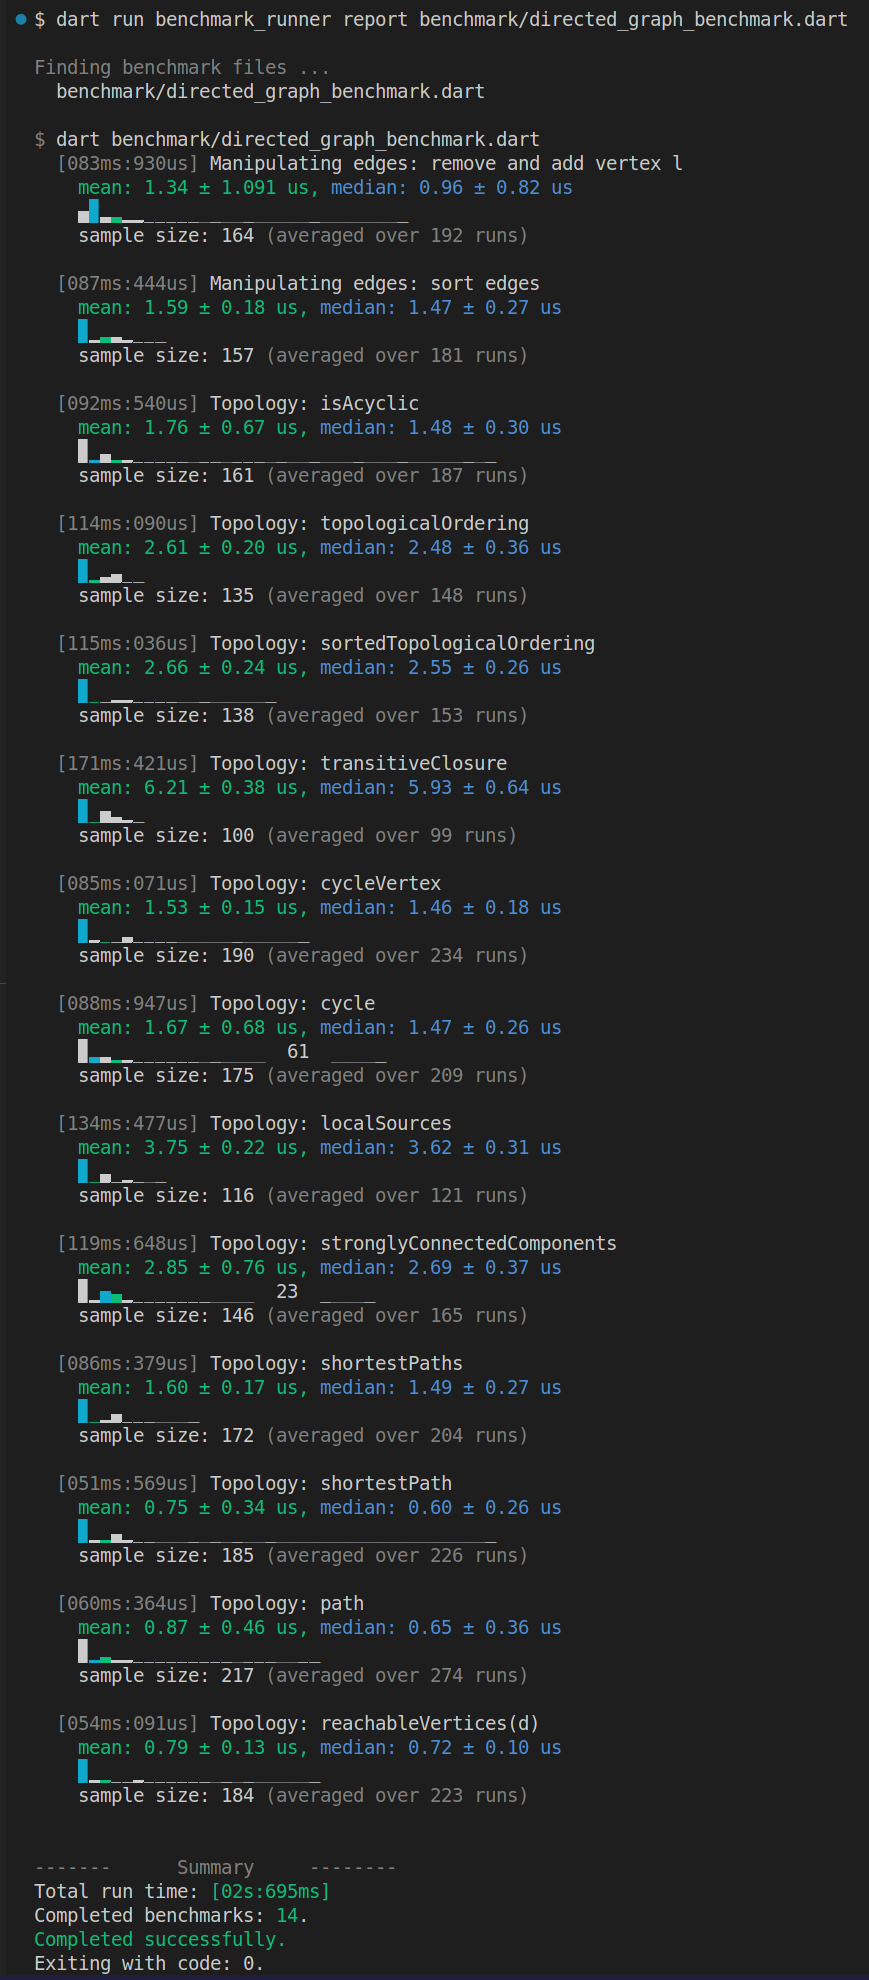 $ dart run benchmark_runner report benchmark/directed_graph_benchmark.dart
Finding benchmark files ...
benchmark/directed_graph_benchmark.dart
$ dart benchmark/directed_graph_benchmark.dart
[083ms:930us] Manipulating edges: remove and add vertex l
mean: 1.34 ± 1.091 us, median: 0.96 ± 0.82 us
sample size: 164 (averaged over 192 runs)
[087ms:444us] Manipulating edges: sort edges
mean: 1.59 ± 0.18 us, median: 1.47 ± 0.27 us
sample size: 157 (averaged over 181 runs)
[092ms:540us] Topology: isAcyclic
mean: 1.76 ± 0.67 us, median: 1.48 ± 0.30 us
sample size: 161 (averaged over 187 runs)
[114ms:090us] Topology: topologicalOrdering
mean: 2.61 ± 0.20 us, median: 2.48 ± 0.36 us
sample size: 135 (averaged over 148 runs)
[115ms:036us] Topology: sortedTopologicalOrdering
mean: 2.66 ± 0.24 us, median: 2.55 ± 0.26 us
sample size: 138 (averaged over 153 runs)
[171ms:421us] Topology: transitiveClosure
mean: 6.21 ± 0.38 us, median: 5.93 ± 0.64 us
sample size: 100 (averaged over 99 runs)
[085ms:071us] Topology: cycleVertex
mean: 1.53 ± 0.15 us, median: 1.46 ± 0.18 us
sample size: 190 (averaged over 234 runs)
[088ms:947us] Topology: cycle
mean: 1.67 ± 0.68 us, median: 1.47 ± 0.26 us
61
sample size: 175 (averaged over 209 runs)
[134ms:477us] Topology: localSources
mean: 3.75 ± 0.22 us, median: 3.62 ± 0.31 us
sample size: 116 (averaged over 121 runs)
[119ms:648us] Topology: stronglyConnectedComponents
mean: 2.85 ± 0.76 us, median: 2.69 ± 0.37 us
23
sample size: 146 (averaged over 165 runs)
[086ms:379us] Topology: shortestPaths
mean: 1.60 ± 0.17 us, median: 1.49 ± 0.27 us
sample size: 172 (averaged over 204 runs)
[051ms:569us] Topology: shortestPath
mean: 0.75 ± 0.34 us, median: 0.60 ± 0.26 us
sample size: 185 (averaged over 226 runs)
[060ms:364us] Topology: path
mean: 0.87 ± 0.46 us, median: 0.65 ± 0.36 us
sample size: 217 (averaged over 274 runs)
[054ms:091us] Topology: reachableVertices(d)
mean: 0.79 ± 0.13 us, median: 0.72 ± 0.10 us
sample size: 184 (averaged over 223 runs)
------- Summary --------
Total run time: [02s:695ms]
Completed benchmarks: 14.
Completed successfully.
Exiting with code: 0.